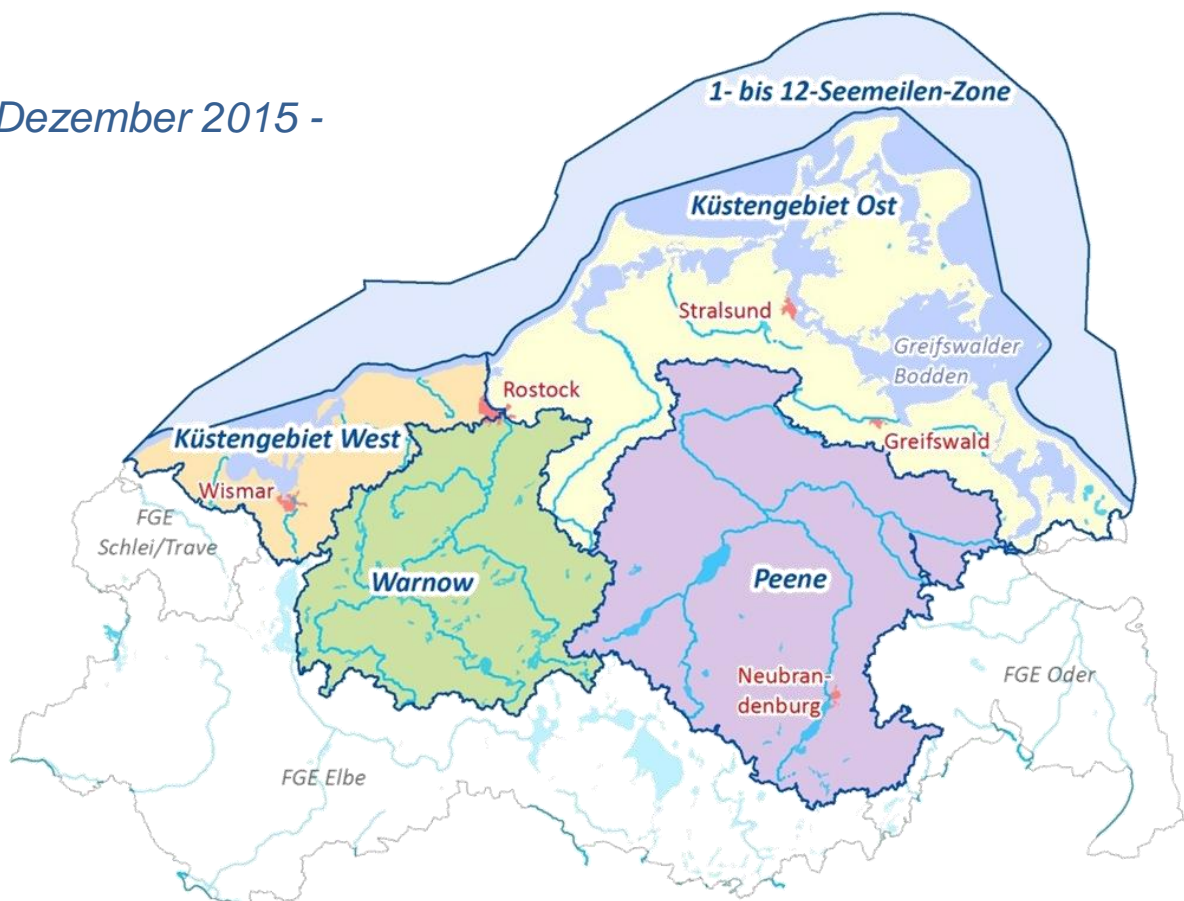 Dezember 2015 -
1- bis 12-Seemeilen-Zone
Küstengebiet Ost
Stralsund
Greifswalder
Bodden
Rostock
Küstengebiet West
Greifswald
Wismar
FGE
Schlei/Trave
Warnow
Peene
Neubran-
denburg
FGE Oder
FGE Elbe